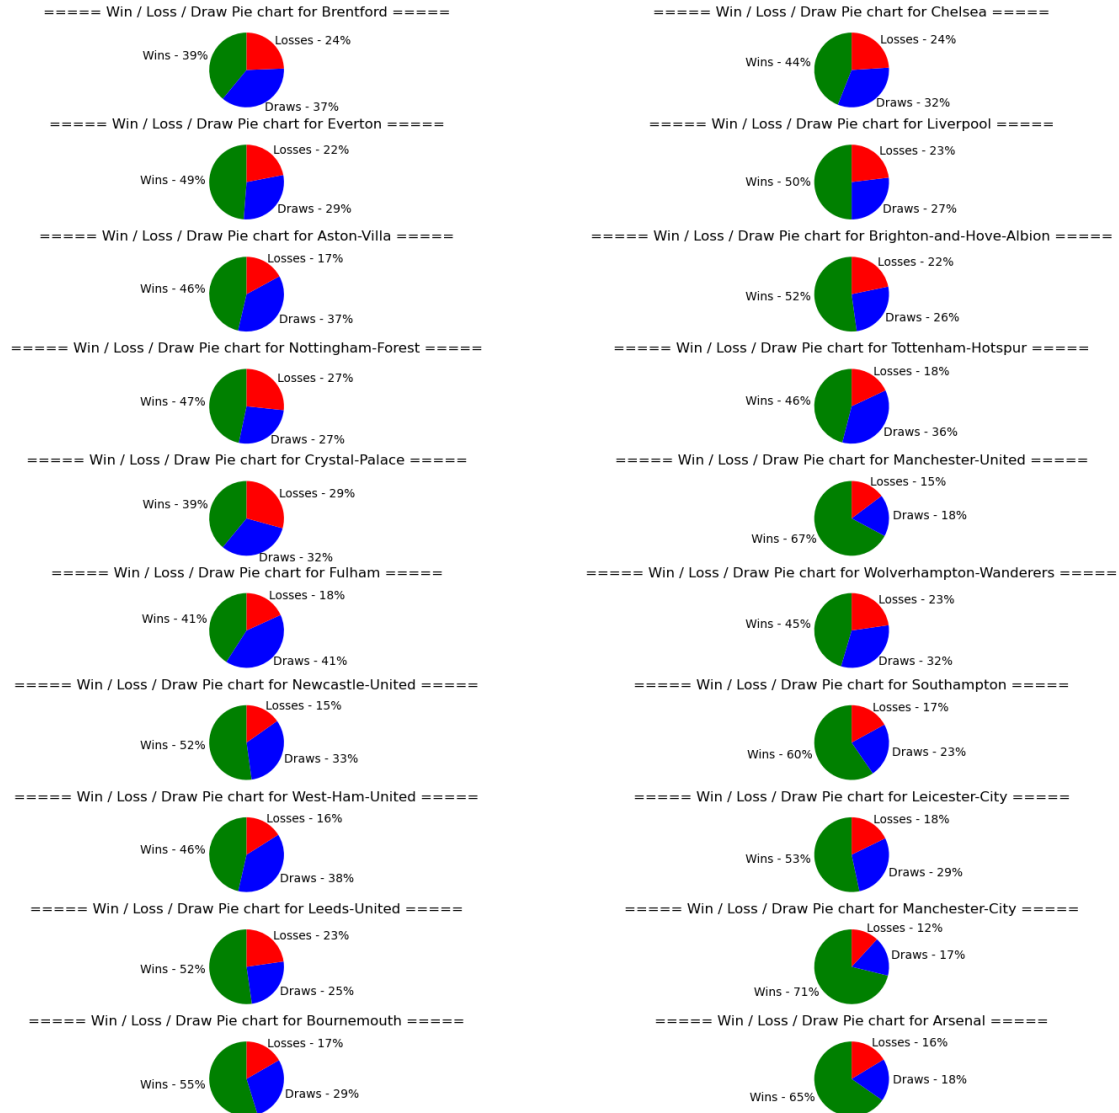 ===== Win / Loss / Draw Pie chart for Brentford =====
Losses - 24%
Wins - 39%
Draws - 37%
===== Win / Loss / Draw Pie chart for Chelsea =====
Losses - 24%
Wins - 44%
Draws - 32%
===== Win / Loss / Draw Pie chart for Everton =====
Losses - 22%
Wins - 49%
Draws - 29%
===== Win / Loss / Draw Pie chart for Liverpool =====
Losses - 23%
Wins - 50%
Draws - 27%
===== Win / Loss / Draw Pie chart for Aston-Villa =====
Losses - 17%
Wins - 46%
Draws - 37%
===== Win / Loss / Draw Pie chart for Brighton-and-Hove-Albion =====
Losses - 22%
Wins - 52%
Draws - 26%
===== Win / Loss / Draw Pie chart for Nottingham-Forest =====
Losses - 27%
Wins - 47%
Draws - 27%
===== Win / Loss / Draw Pie chart for Tottenham-Hotspur =====
Losses - 18%
Wins - 46%
Draws - 36%
===== Win / Loss / Draw Pie chart for Crystal-Palace =====
Losses - 29%
Wins - 39%
Draws - 32%
===== Win / Loss / Draw Pie chart for Manchester-United =====
Losses - 15%
Draws - 18%
Wins - 67%
===== Win / Loss / Draw Pie chart for Fulham =====
Losses - 18%
Wins - 41%
Draws - 41%
===== Win / Loss / Draw Pie chart for Wolverhampton-Wanderers =====
Losses - 23%
Wins - 45%
Draws - 32%
===== Win / Loss / Draw Pie chart for Newcastle-United =====
Losses - 15%
Wins - 52%
Draws - 33%
===== Win / Loss / Draw Pie chart for Southampton =====
Losses - 17%
Draws - 23%
Wins - 60%
===== Win / Loss / Draw Pie chart for West-Ham-United =====
Losses - 16%
Wins - 46%
Draws - 38%
===== Win / Loss / Draw Pie chart for Leicester-City =====
Losses - 18%
Wins - 53%
Draws - 29%
===== Win / Loss / Draw Pie chart for Leeds-United =====
Losses - 23%
Wins - 52%
Draws - 25%
===== Win / Loss / Draw Pie chart for Manchester-City =====
Losses - 12%
Draws - 17%
Wins - 71%
===== Win / Loss / Draw Pie chart for Bournemouth =====
Losses - 17%
Wins - 55%
Draws - 29%
===== Win / Loss / Draw Pie chart for Arsenal =====
Losses - 16%
Draws - 18%
Wins - 65%